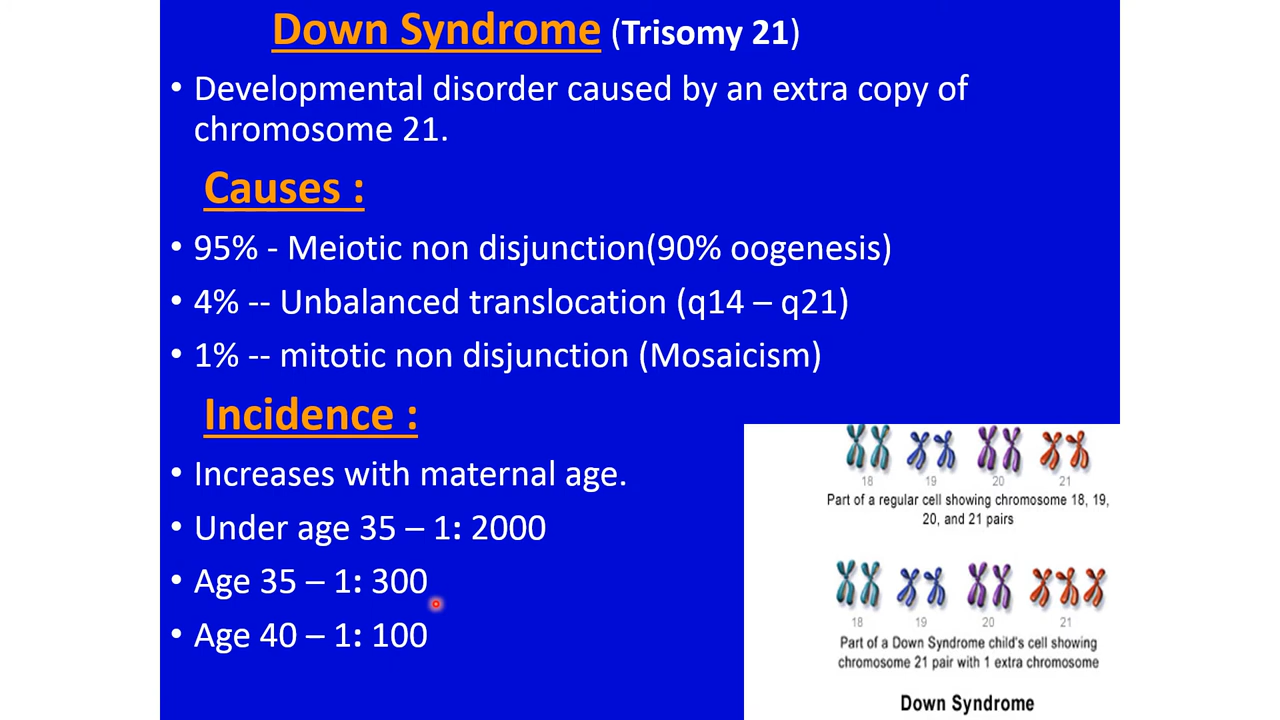 Down Syndrome (Trisomy 21)
• Developmental disorder caused by an extra copy of
chromosome 21.
Causes :
• 95% - Meiotic non disjunction(90% oogenesis)
• 4% -- Unbalanced translocation (q14 – q21)
• 1% -- mitotic non disjunction (Mosaicism)
Incidence :
• Increases with maternal age.
• Under age 35 – 1: 2000
• Age 35 – 1: 300
• Age 40 – 1: 100
18 19 20 21
Part of a regular cell showing chromosome 18, 19,
20, and 21 pairs
18 19 20 21
Part of a Down Syndrome child's cell showing
chromosome 21 pair with 1 extra chromosome
Down Syndrome